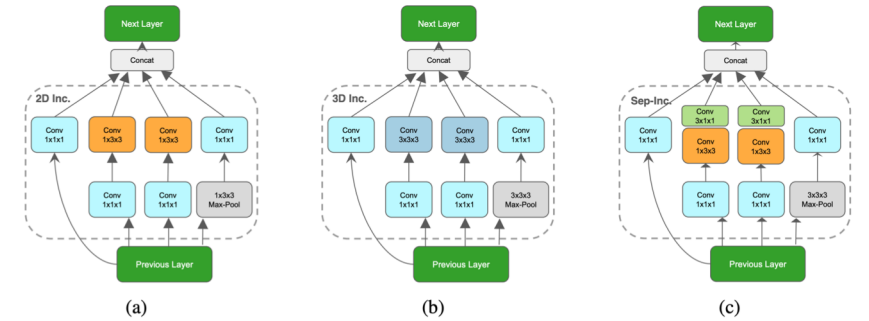 Next Layer
Concat
2D Inc.
Conv
1x1x1
Conv
1x3x3
Conv
1x3x3
Conv
1x1x1
Conv
1x1x1
Conv
1x1x1
1x3x3
Max-Pool
Previous Layer
(a)
Next Layer
Concat
3D Inc.
Conv
1x1x1
Conv
3x3x3
Conv
3x3x3
Conv
1x1x1
Conv
1x1x1
Conv
1x1x1
3x3x3
Max-Pool
Previous Layer
(b)
Next Layer
Concat
Sep-Inc.
Conv
1x1x1
Conv
3x1x1
Conv
1x3x3
Conv
3x1x1
Conv
1x3x3
Conv
1x1x1
Conv
1x1x1
Conv
1x1x1
3x3x3
Max-Pool
Previous Layer
(c)